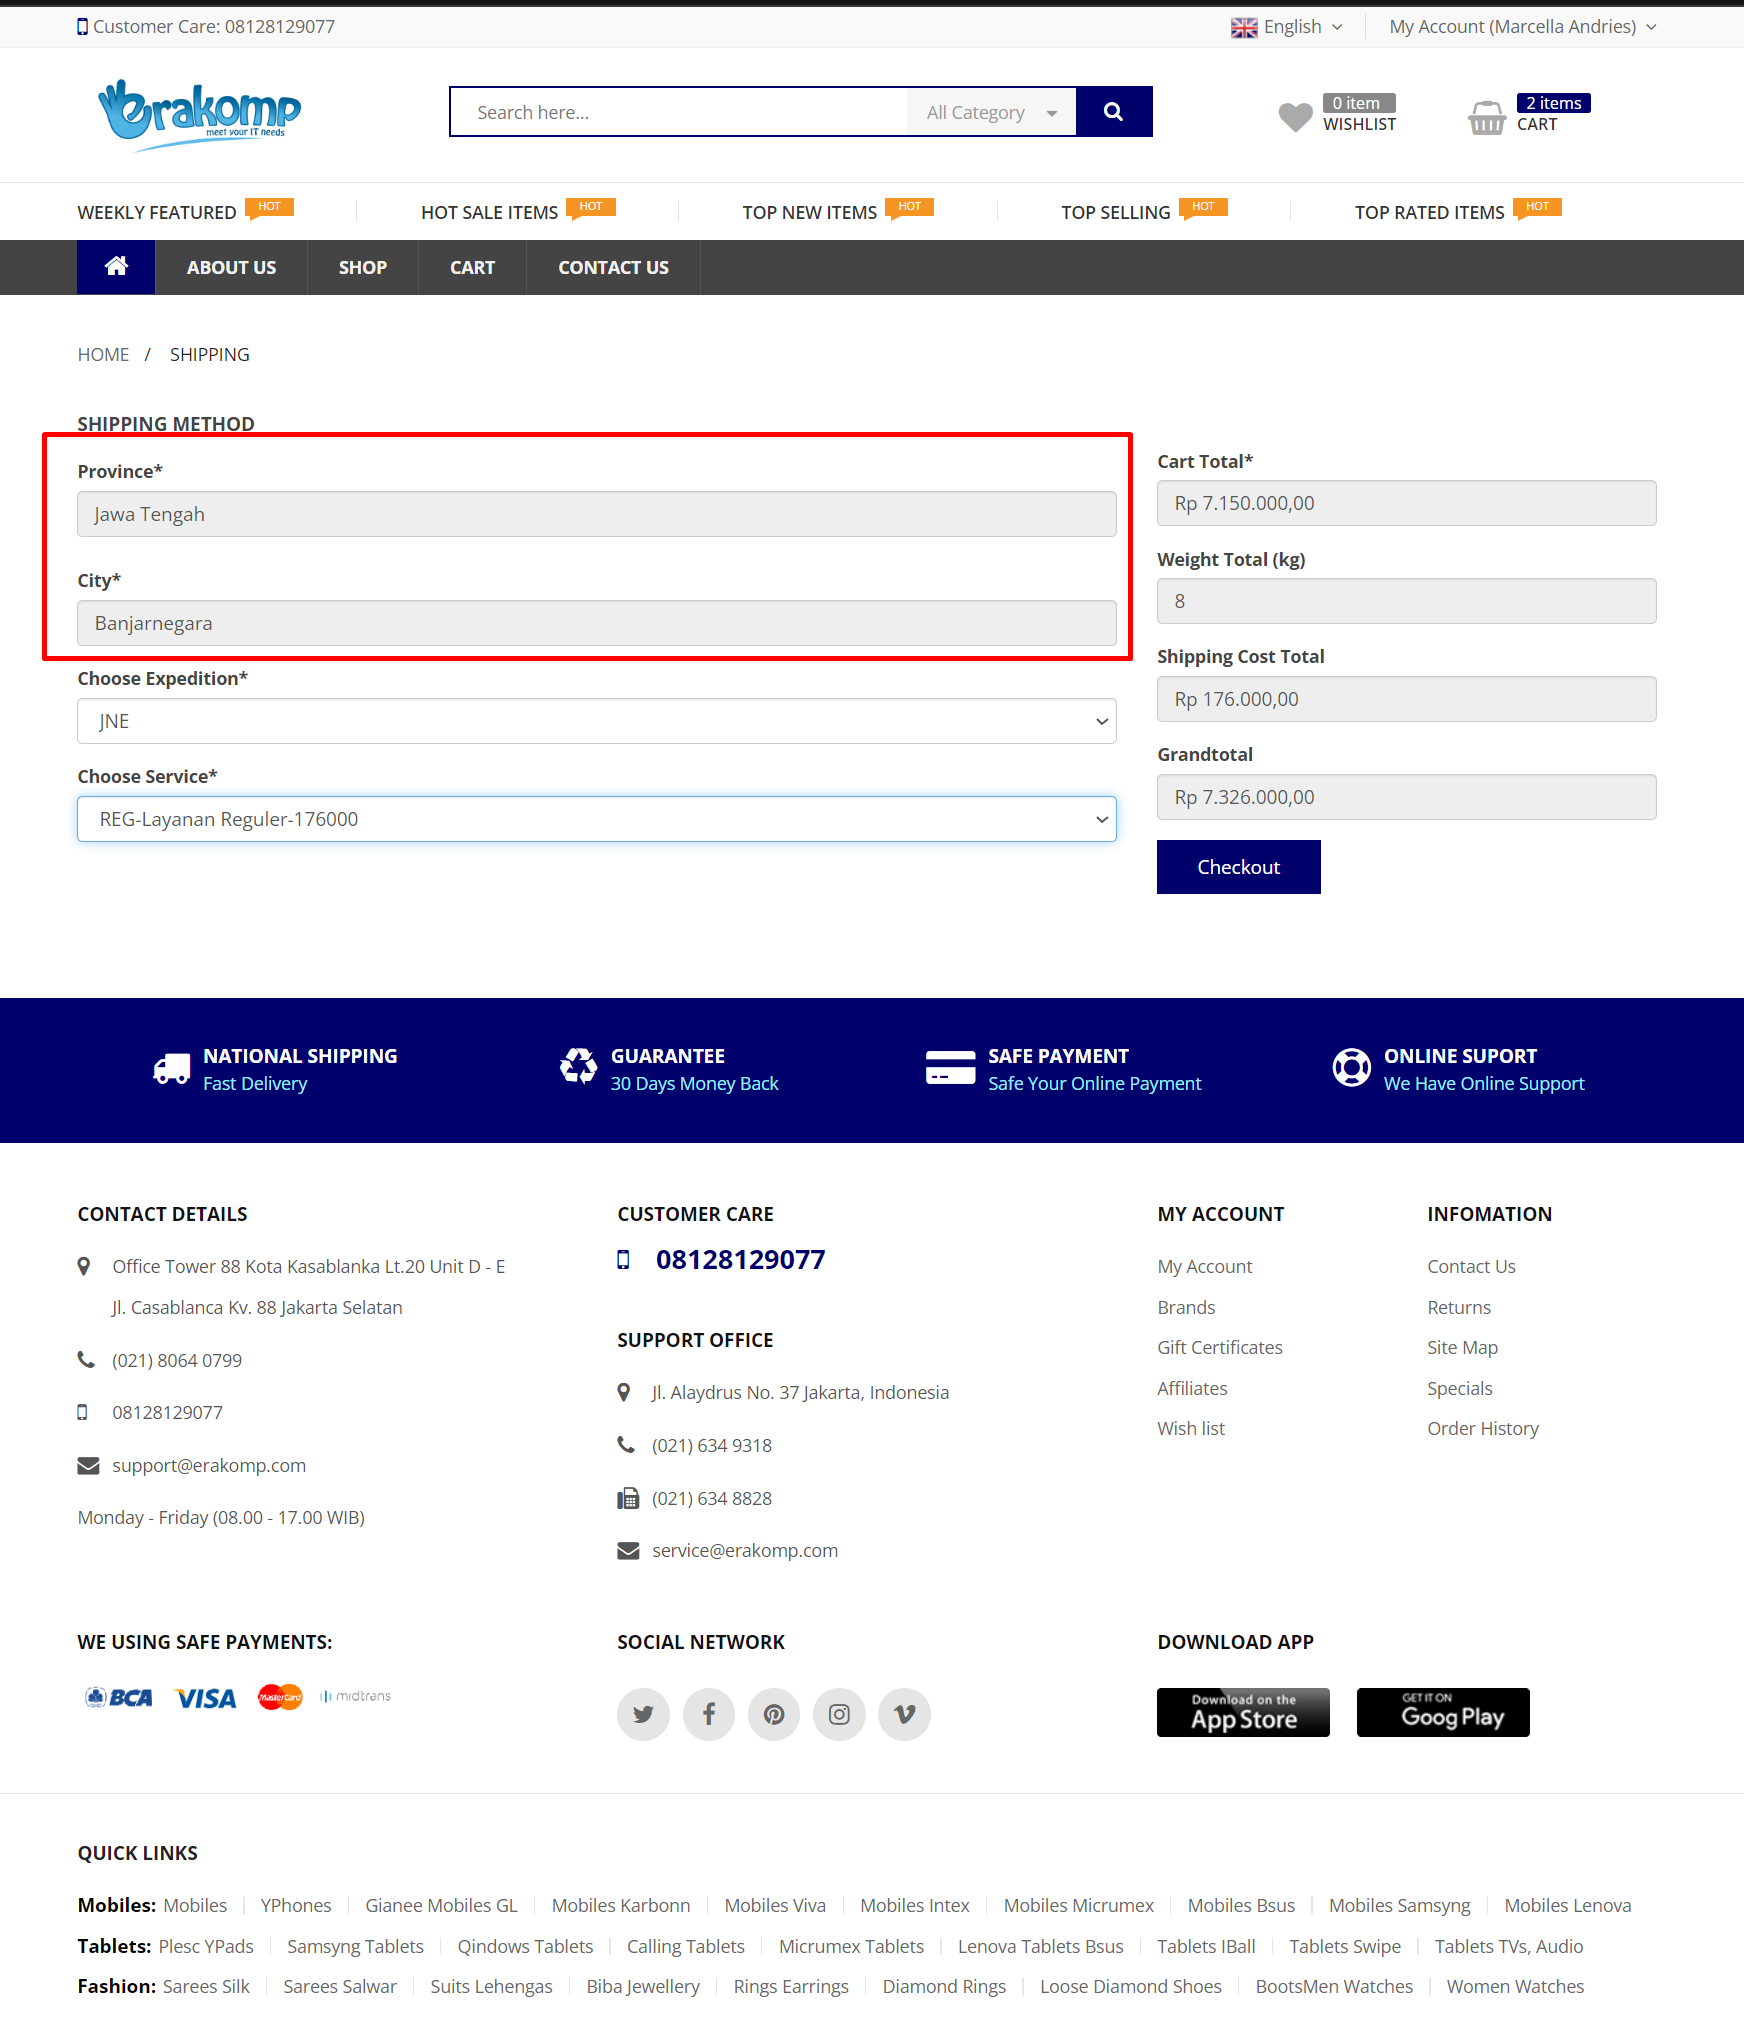 Customer Care: 08128129077
English
My Account (Marcella Andries)
erakomp
meet your IT needs
Search here...
All Category
0 item
WISHLIST
2 items
CART
WEEKLY FEATURED HOT
HOT SALE ITEMS HOT
TOP NEW ITEMS HOT
TOP SELLING HOT
TOP RATED ITEMS HOT
ABOUT US
SHOP
CART
CONTACT US
HOME / SHIPPING
SHIPPING METHOD
Province*
Jawa Tengah
City*
Banjarnegara
Choose Expedition*
JNE
Choose Service*
REG-Layanan Reguler-176000
Cart Total*
Rp 7.150.000,00
Weight Total (kg)
8
Shipping Cost Total
Rp 176.000,00
Grandtotal
Rp 7.326.000,00
Checkout
NATIONAL SHIPPING
Fast Delivery
GUARANTEE
30 Days Money Back
SAFE PAYMENT
Safe Your Online Payment
ONLINE SUPORT
We Have Online Support
CONTACT DETAILS
Office Tower 88 Kota Kasablanka Lt.20 Unit D - E
Jl. Casablanca Kv. 88 Jakarta Selatan
(021) 8064 0799
08128129077
support@erakomp.com
Monday - Friday (08.00 - 17.00 WIB)
CUSTOMER CARE
08128129077
SUPPORT OFFICE
Jl. Alaydrus No. 37 Jakarta, Indonesia
(021) 634 9318
(021) 634 8828
service@erakomp.com
MY ACCOUNT
My Account
Brands
Gift Certificates
Affiliates
Wish list
INFOMATION
Contact Us
Returns
Site Map
Specials
Order History
WE USING SAFE PAYMENTS:
BCA
VISA
MasterCard
midtrans
SOCIAL NETWORK
DOWNLOAD APP
Download on the
App Store
GET IT ON
Goog Play
QUICK LINKS
Mobiles: Mobiles YPhones Gianee Mobiles GL Mobiles Karbonn Mobiles Viva Mobiles Intex Mobiles Micrumex Mobiles Bsus Mobiles Samsyng Mobiles Lenova
Tablets: Plesc YPads Samsyng Tablets Qindows Tablets Calling Tablets Micrumex Tablets Lenova Tablets Bsus Tablets IBall Tablets Swipe Tablets TVs, Audio
Fashion: Sarees Silk Sarees Salwar Suits Lehengas Biba Jewellery Rings Earrings Diamond Rings Loose Diamond Shoes BootsMen Watches Women Watches